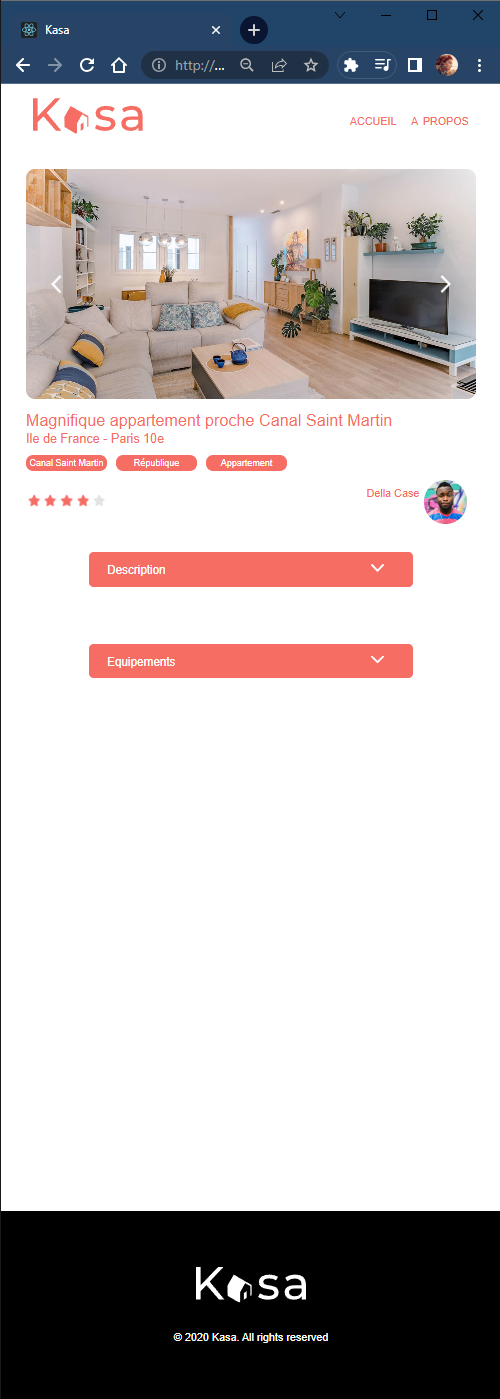 Kasa
http://...
Kasa
ACCUEIL A PROPOS
Magnifique appartement proche Canal Saint Martin
Ile de France - Paris 10e
Canal Saint Martin République Appartement
Della Case
Description
Equipements
Kasa
© 2020 Kasa. All rights reserved